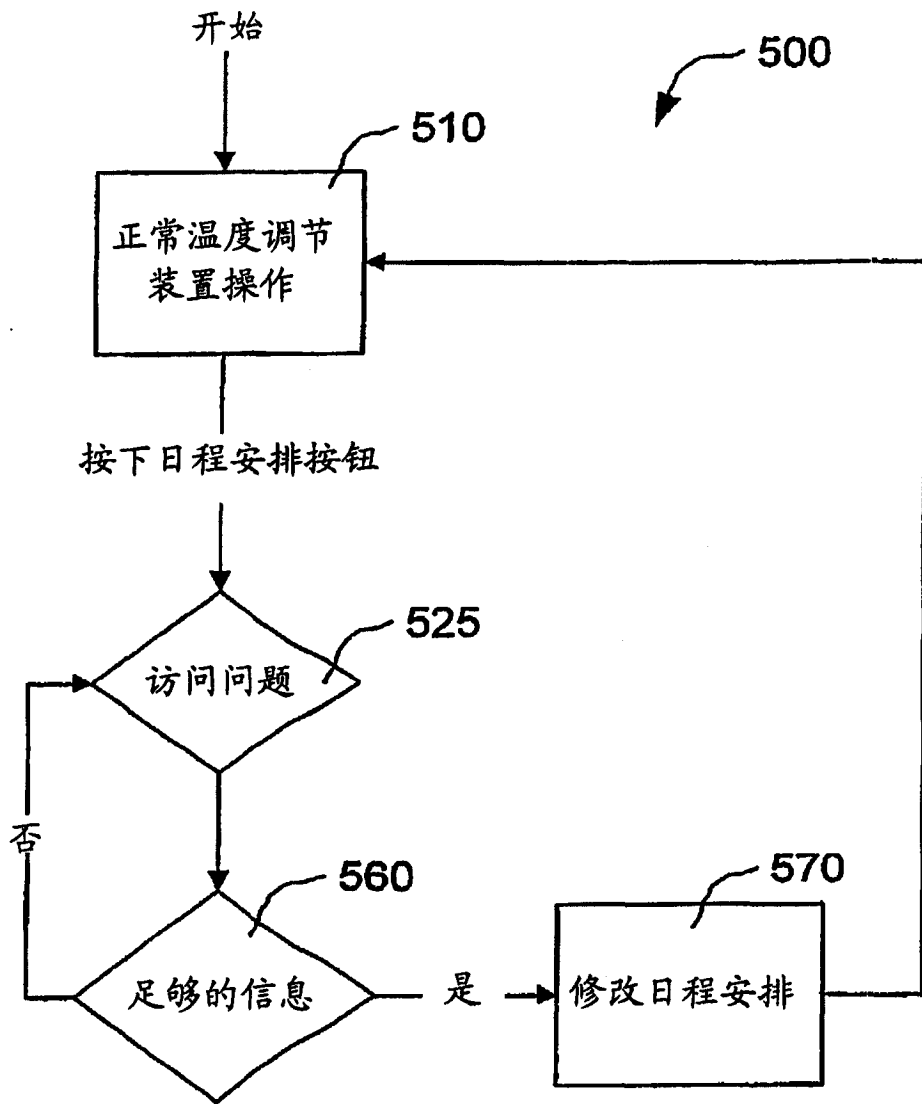 开始
500
510
正常温度调节
装置操作
按下日程安排按钮
525
访问问题
否
560
570
足够的信息
是
修改日程安排